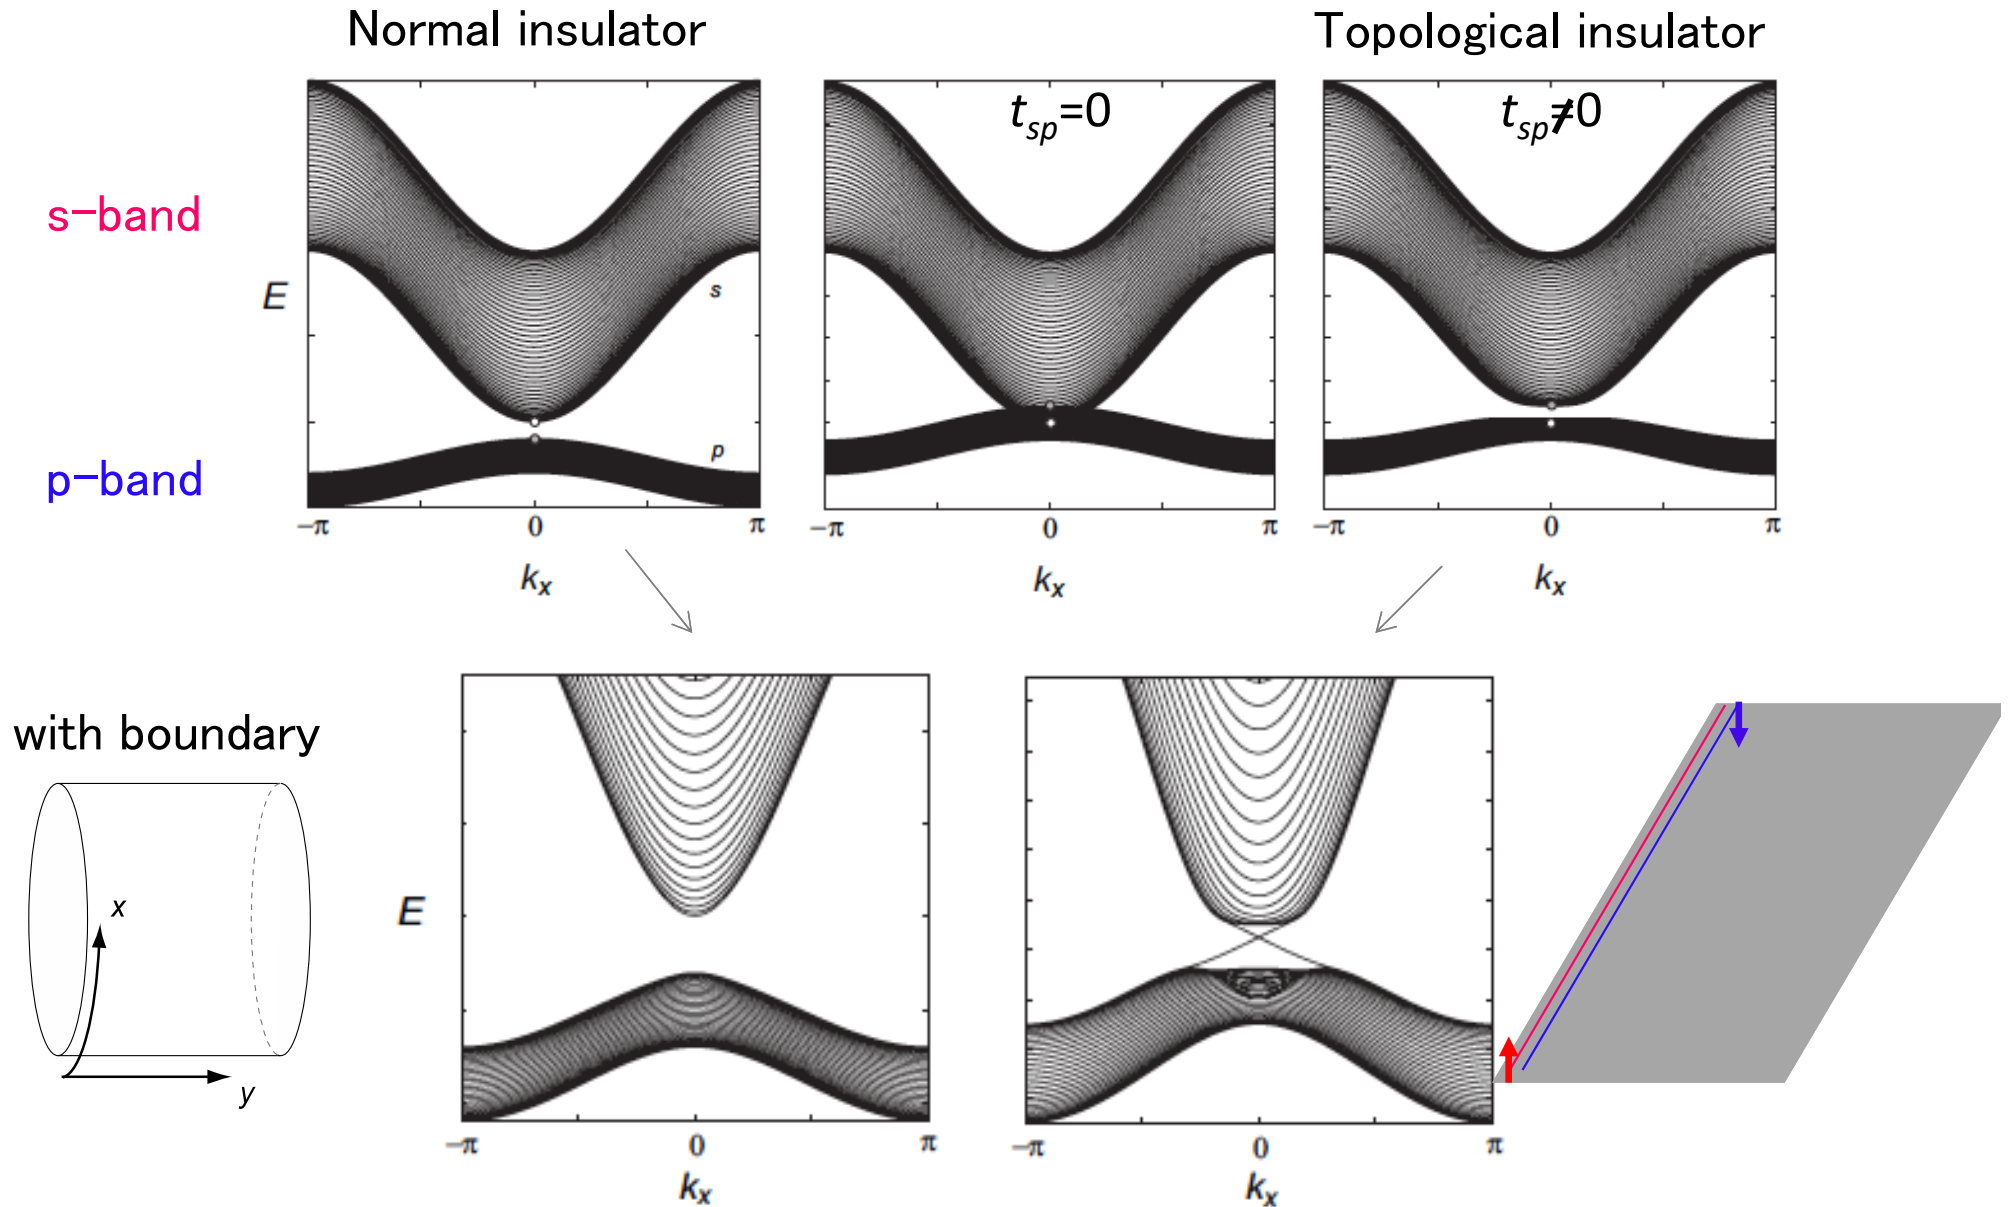 Normal insulator
Topological insulator
t_sp=0
t_sp≠0
s-band
E
s
p-band
p
-π 0 π
-π 0 π
-π 0 π
k_x
k_x
k_x
with boundary
x
y
E
-π 0 π
-π 0 π
k_x
k_x